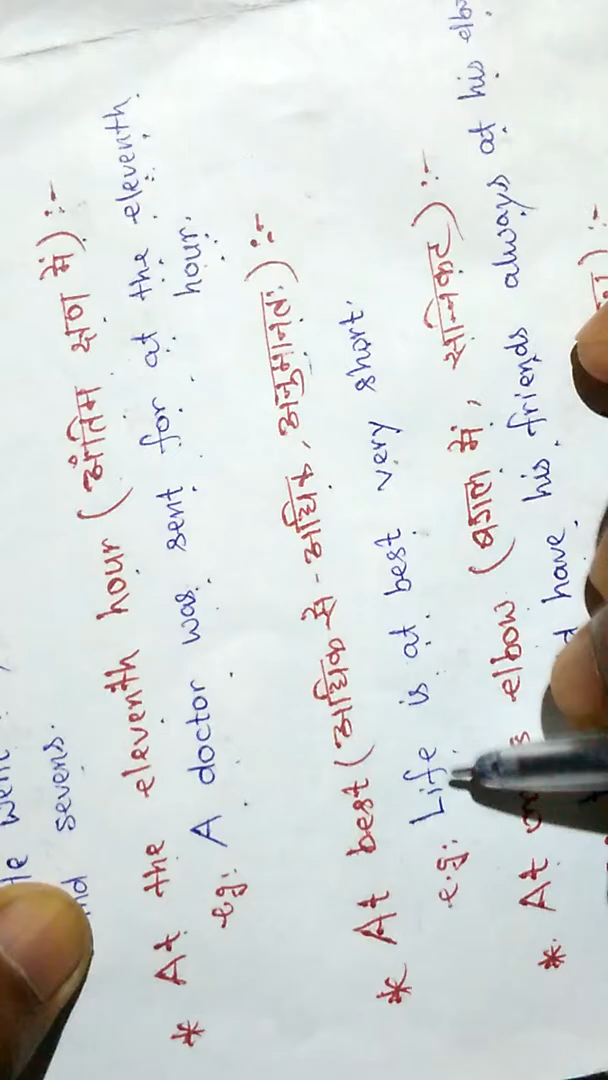 sevens.
* At the eleventh hour (अंतिम क्षण में) :-
eg: A doctor was sent for at the eleventh
hour.
* At best (अधिक से-अधिक, अनुमानतः) :-
e.g: Life is at best very short.
* At elbow (बगल में, सन्निकट) :-
have his friends always at his